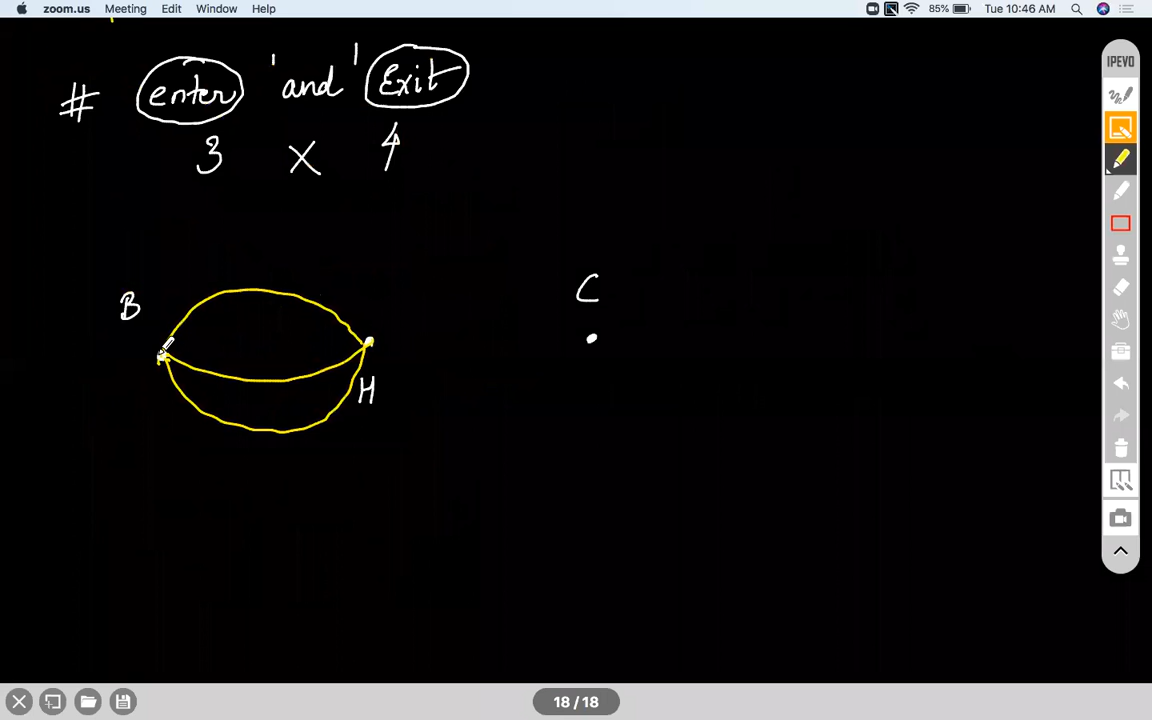 zoom.us Meeting Edit Window Help 85% Tue 10:46 AM
IPEVO
# enter 'and' Exit
3 X 4
B C
H
18 / 18